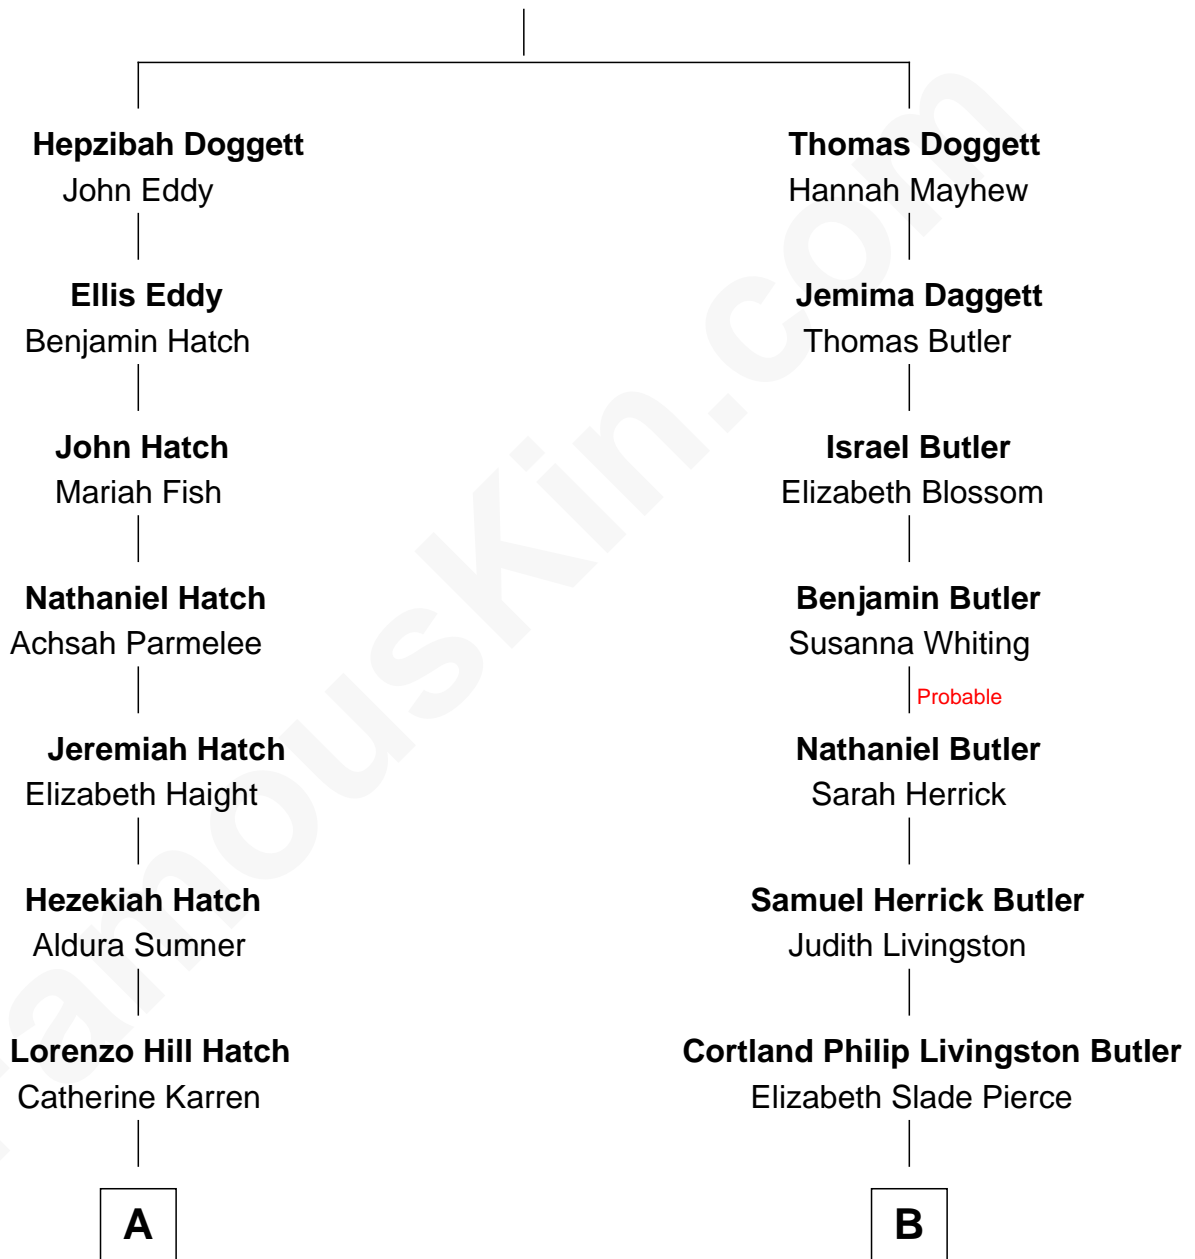 Hepzibah Doggett
John Eddy
Ellis Eddy
Benjamin Hatch
John Hatch
Mariah Fish
Nathaniel Hatch
Achsah Parmelee
Jeremiah Hatch
Elizabeth Haight
Hezekiah Hatch
Aldura Sumner
Lorenzo Hill Hatch
Catherine Karren
A
Thomas Doggett
Hannah Mayhew
Jemima Daggett
Thomas Butler
Israel Butler
Elizabeth Blossom
Benjamin Butler
Susanna Whiting
Probable
Nathaniel Butler
Sarah Herrick
Samuel Herrick Butler
Judith Livingston
Cortland Philip Livingston Butler
Elizabeth Slade Pierce
B
FamousKin.com